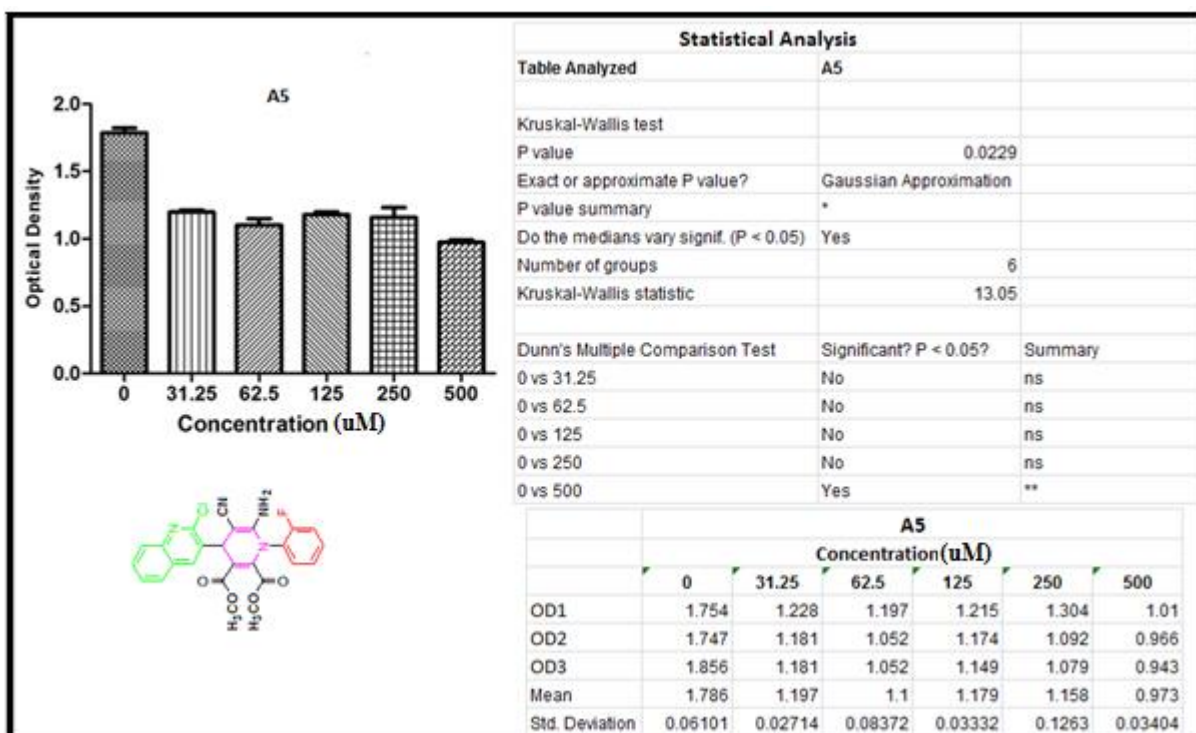 A5
2.0
1.5
1.0
0.5
0.0
Optical Density
0 31.25 62.5 125 250 500
Concentration (uM)
N
Cl
CN
NH2
F
N
O
O
H3CO
OCH3
Statistical Analysis
Table Analyzed A5
Kruskal-Wallis test
P value 0.0229
Exact or approximate P value? Gaussian Approximation
P value summary *
Do the medians vary signif. (P < 0.05) Yes
Number of groups 6
Kruskal-Wallis statistic 13.05
Dunn's Multiple Comparison Test Significant? P < 0.05? Summary
0 vs 31.25 No ns
0 vs 62.5 No ns
0 vs 125 No ns
0 vs 250 No ns
0 vs 500 Yes **
A5
Concentration(uM)
0 31.25 62.5 125 250 500
OD1 1.754 1.228 1.197 1.215 1.304 1.01
OD2 1.747 1.181 1.052 1.174 1.092 0.966
OD3 1.856 1.181 1.052 1.149 1.079 0.943
Mean 1.786 1.197 1.1 1.179 1.158 0.973
Std. Deviation 0.06101 0.02714 0.08372 0.03332 0.1263 0.03404